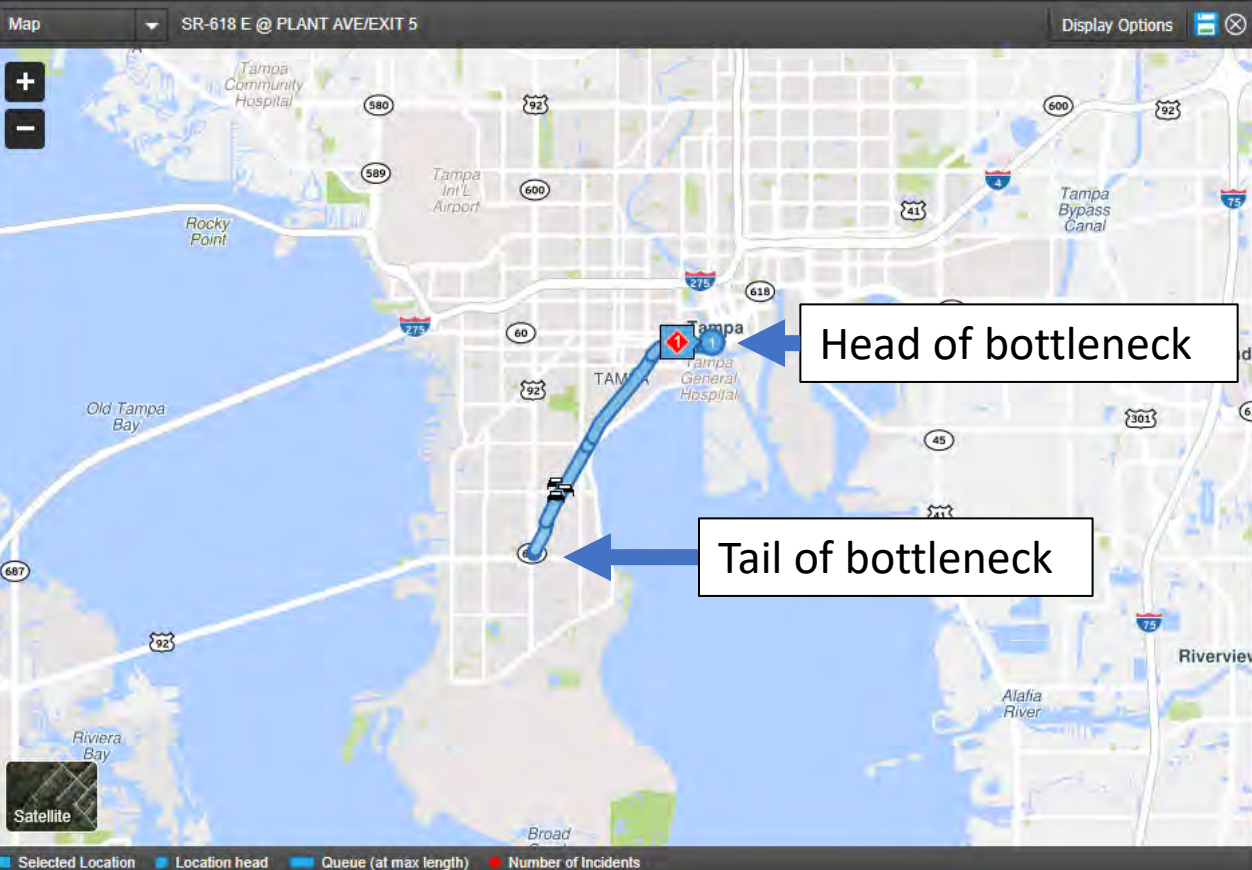 Map
SR-618 E @ PLANT AVE/EXIT 5
Display Options
+
−
Tampa
Community
Hospital
580
92
600
92
589
Tampa
Int'L
Airport
600
4
75
41
Tampa
Bypass
Canal
Rocky
Point
275
618
275
60
1
Tampa
1
Head of bottleneck
92
TAMPA
Tampa
General
Hospital
Old Tampa
Bay
301
45
41
Tail of bottleneck
687
92
75
Riverview
Alafia
River
Riviera
Bay
Satellite
Broad
Selected Location
Location head
Queue (at max length)
Number of Incidents